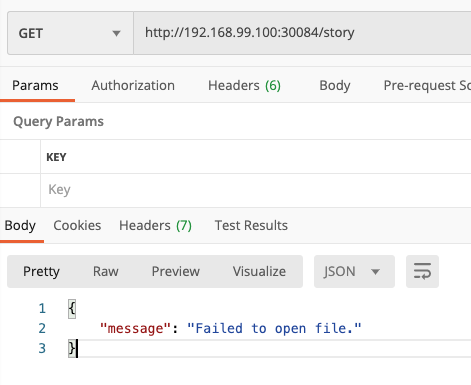 GET http://192.168.99.100:30084/story
Params Authorization Headers (6) Body Pre-request Sc
Query Params
KEY
Key
Body Cookies Headers (7) Test Results
Pretty Raw Preview Visualize JSON
1 {
2 "message": "Failed to open file."
3 }